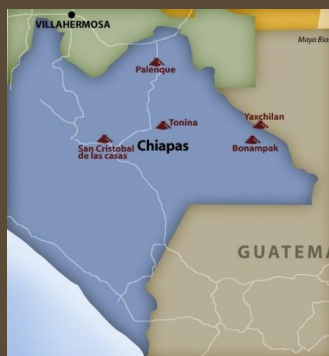 VILLAHERMOSA
Maya Bio
Palenque
Tonina
Yaxchilan
San Cristobal
de las casas
Chiapas
Bonampak
GUATEMA